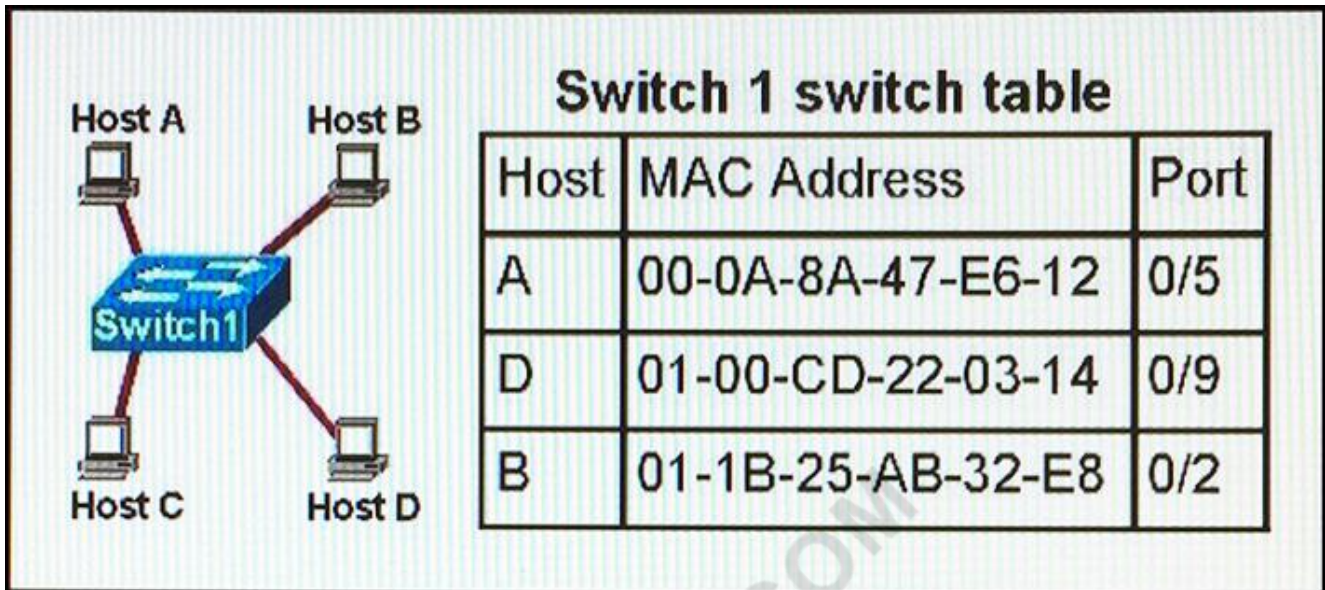 Host A
Host B
Switch1
Host C
Host D
Switch 1 switch table
Host MAC Address Port
A 00-0A-8A-47-E6-12 0/5
D 01-00-CD-22-03-14 0/9
B 01-1B-25-AB-32-E8 0/2
COM